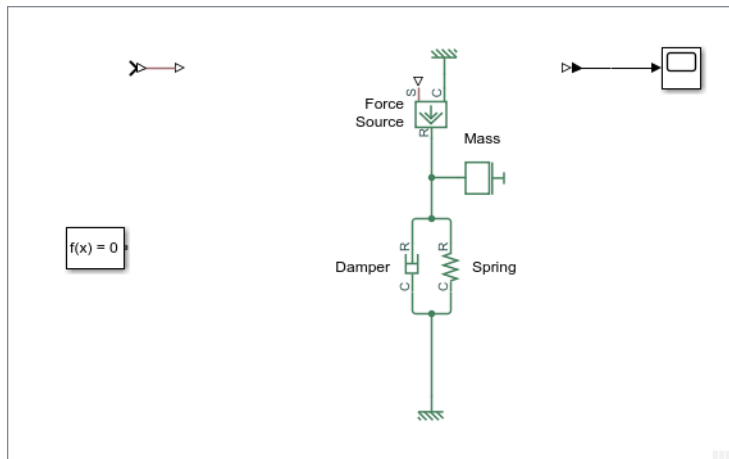 S
C
Force
Source
R
Mass
f(x) = 0
R
R
Damper
Spring
C
C